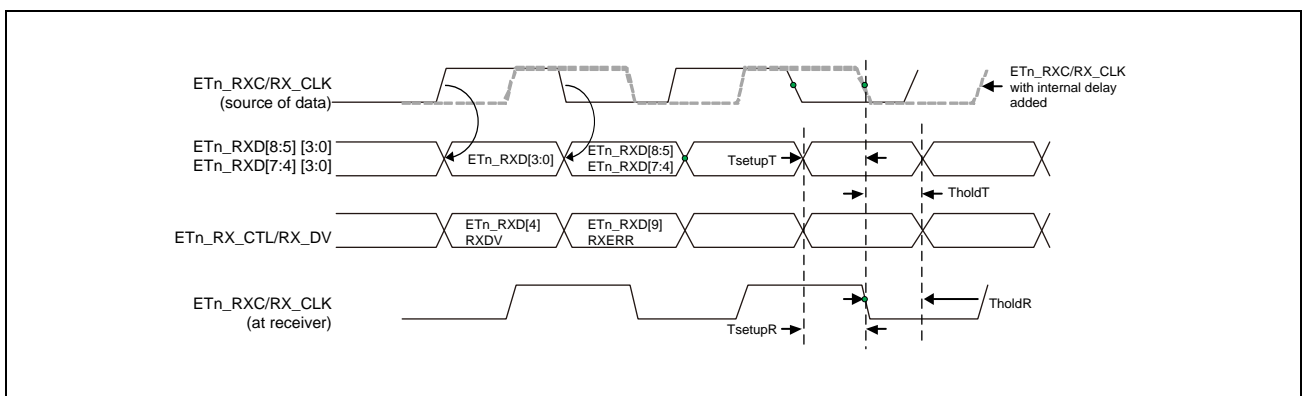 ETn_RXC/RX_CLK
(source of data)
ETn_RXC/RX_CLK
with internal delay
added
ETn_RXD[8:5] [3:0]
ETn_RXD[7:4] [3:0]
ETn_RXD[3:0]
ETn_RXD[8:5]
ETn_RXD[7:4]
TsetupT
TholdT
ETn_RX_CTL/RX_DV
ETn_RXD[4]
RXDV
ETn_RXD[9]
RXERR
ETn_RXC/RX_CLK
(at receiver)
TholdR
TsetupR